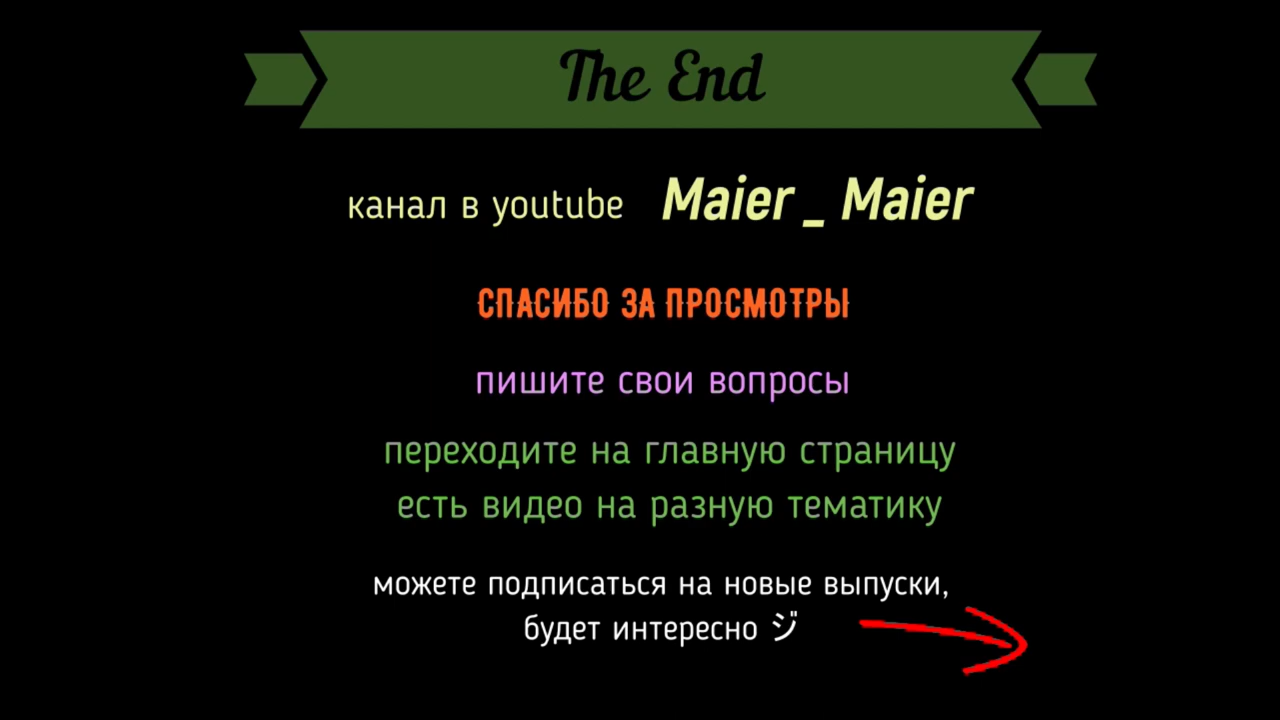 The End
канал в youtube Maier _ Maier
СПАСИБО ЗА ПРОСМОТРЫ
пишите свои вопросы
переходите на главную страницу
есть видео на разную тематику
можете подписаться на новые выпуски,
будет интересно ジ